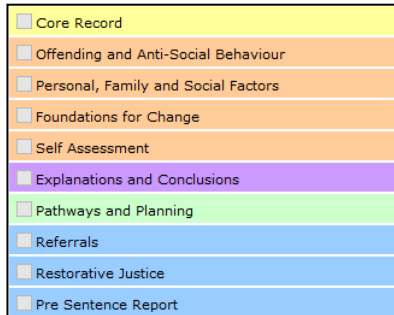 Core Record
Offending and Anti-Social Behaviour
Personal, Family and Social Factors
Foundations for Change
Self Assessment
Explanations and Conclusions
Pathways and Planning
Referrals
Restorative Justice
Pre Sentence Report